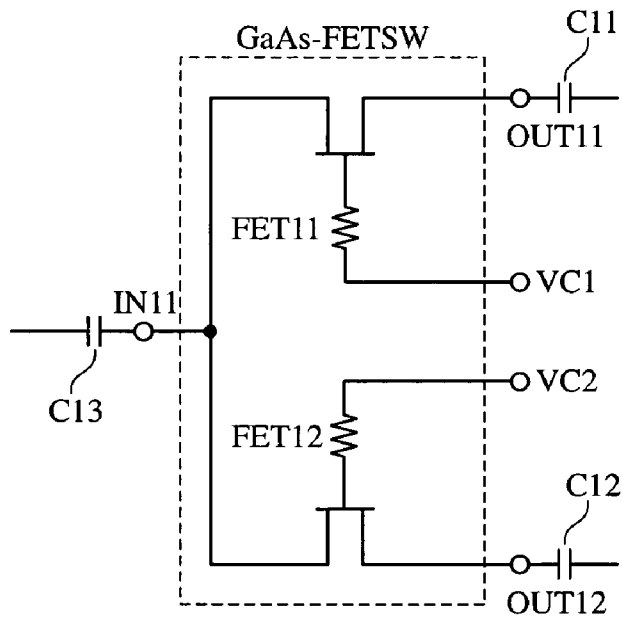 GaAs-FETSW
C11
OUT11
FET11
VC1
IN11
C13
VC2
FET12
C12
OUT12